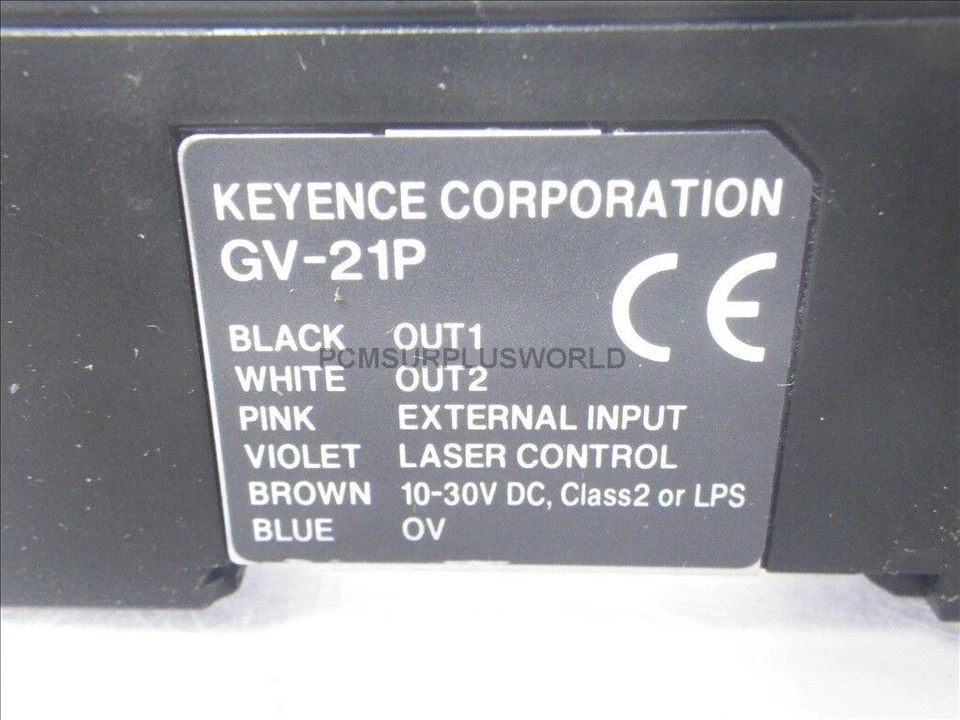 KEYENCE CORPORATION
GV-21P
CE
BLACK OUT1
PCMSURPLUSWORLD
WHITE OUT2
PINK EXTERNAL INPUT
VIOLET LASER CONTROL
BROWN 10-30V DC, Class2 or LPS
BLUE 0V